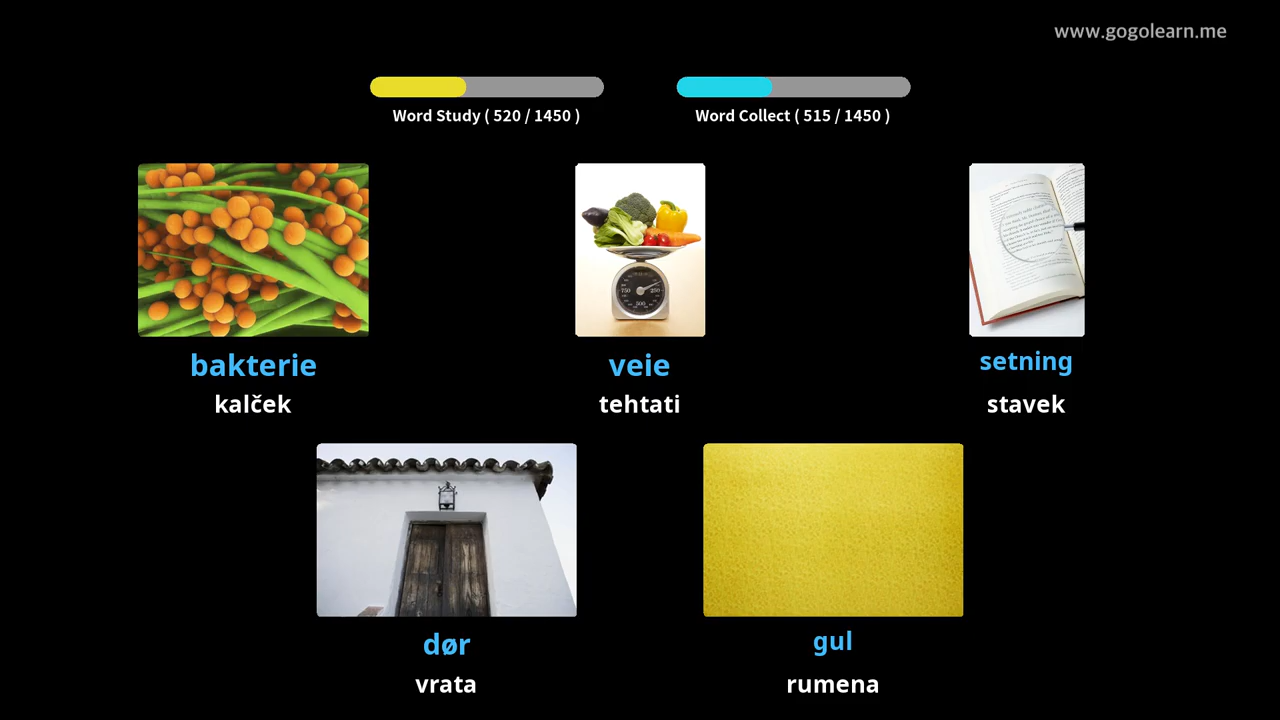 www.gogolearn.me
Word Study ( 520 / 1450 )
Word Collect ( 515 / 1450 )
bakterie
veie
setning
kalček
tehtati
stavek
dør
gul
vrata
rumena